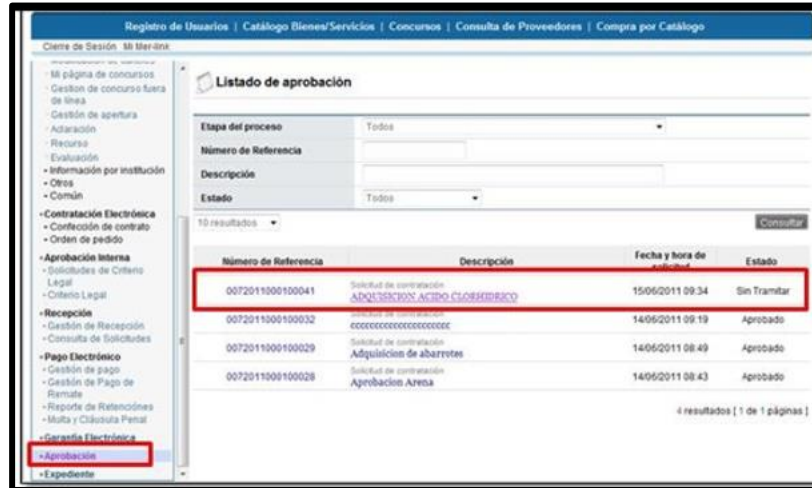 Registro de Usuarios | Catálogo Bienes/Servicios | Concursos | Consulta de Proveedores | Compra por Catálogo
Cierre de Sesión Mi Mer-link
Mi página de concursos
Gestion de concurso fuera
de línea
Gestión de apertura
Aclaración
Recurso
Evaluación
Información por institución
Otros
Común
Contratación Electrónica
Confección de contrato
Orden de pedido
Aprobación Interna
Solicitudes de Criterio
Legal
Criterio Legal
Recepción
Gestión de Recepción
Consulta de Solicitudes
Pago Electrónico
Gestión de pago
Gestión de Pago de
Remate
Reporte de Retenciónes
Multa y Cláusula Penal
Garantía Electrónica
Aprobación
Expediente
Listado de aprobación
Etapa del proceso Todos
Número de Referencia
Descripción
Estado Todos
10 resultados Consultar
Número de Referencia Descripción Fecha y hora de solicitud Estado
0072011000100041 Solicitud de contratación 15/06/2011 09:34 Sin Tramitar
ADQUISICION ACIDO CLORHIDRICO
0072011000100032 Solicitud de contratación 14/06/2011 09:19 Aprobado
0072011000100029 Solicitud de contratación 14/06/2011 08:49 Aprobado
Adquisicion de abarrotes
0072011000100028 Solicitud de contratación 14/06/2011 08:43 Aprobado
Aprobacion Arena
4 resultados [ 1 de 1 páginas ]